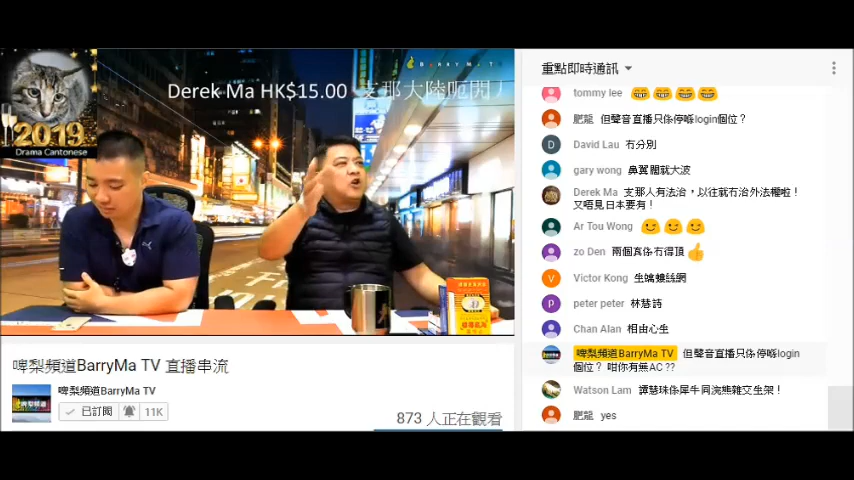 2019
Drama Cantonese
Derek Ma HK$15.00 支那大陸呃閪！
BARRYMA TV
啤梨頻道BarryMa TV 直播串流
啤梨頻道BarryMa TV
已訂閱
11K
873 人正在觀看
重點即時通訊
tommy lee
肥龍 但聲音直播只係停喺login個位？
David Lau 冇分別
gary wong 鼻翼闊就大波
Derek Ma 支那人有法治，以往就冇治外法權啦！
又唔見日本要有！
Ar Tou Wong
zo Den 兩個真係冇得頂
Victor Kong 生螭蟧絲網
peter peter 林慧詩
Chan Alan 相由心生
啤梨頻道BarryMa TV 但聲音直播只係停喺login
個位？ 咁你有無AC ??
Watson Lam 譚慧珠係犀牛同浣熊雜交生架！
肥龍 yes